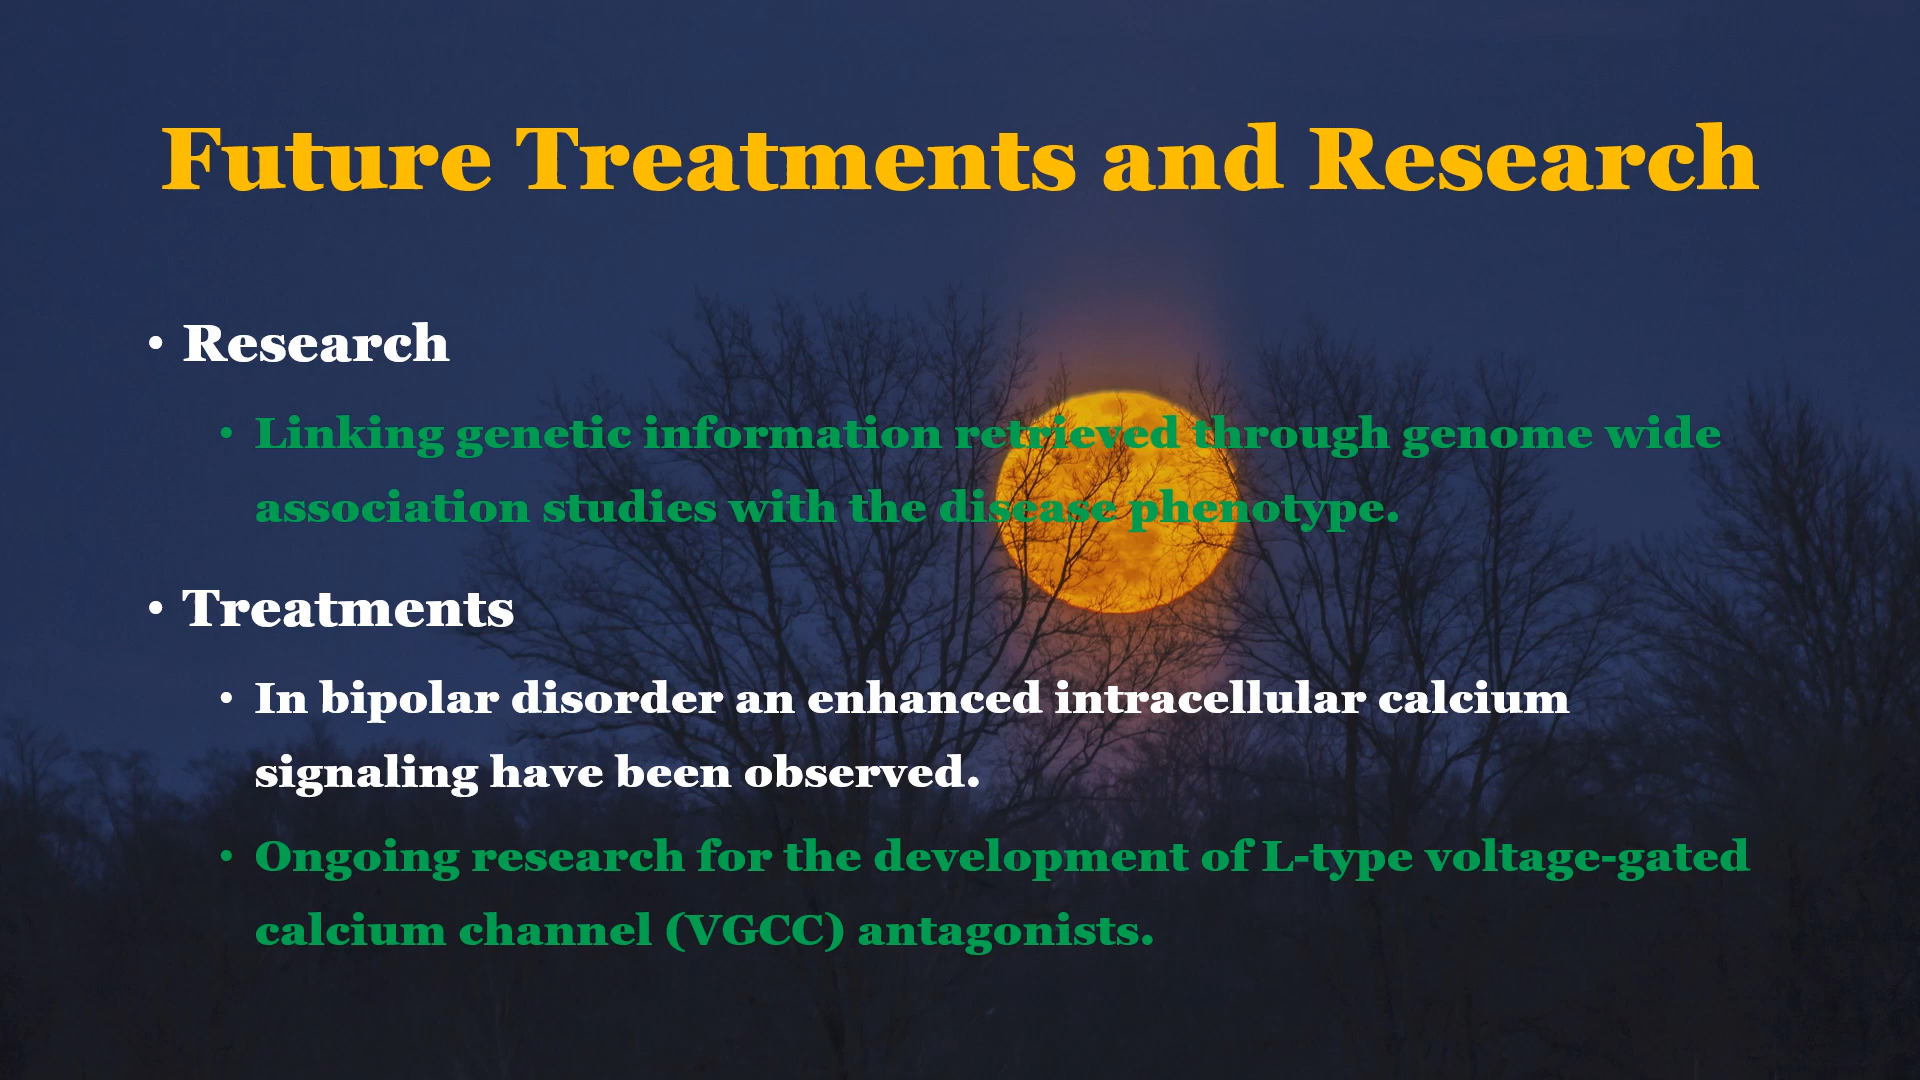 Future Treatments and Research
• Research
• Linking genetic information retrieved through genome wide
association studies with the disease phenotype.
• Treatments
• In bipolar disorder an enhanced intracellular calcium
signaling have been observed.
• Ongoing research for the development of L-type voltage-gated
calcium channel (VGCC) antagonists.